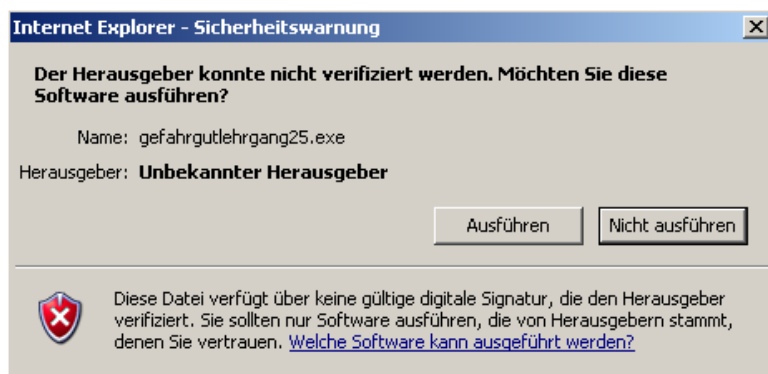 Internet Explorer - Sicherheitswarnung
Der Herausgeber konnte nicht verifiziert werden. Möchten Sie diese
Software ausführen?
Name: gefahrgutlehrgang25.exe
Herausgeber: Unbekannter Herausgeber
Ausführen Nicht ausführen
Diese Datei verfügt über keine gültige digitale Signatur, die den Herausgeber
verifiziert. Sie sollten nur Software ausführen, die von Herausgebern stammt,
denen Sie vertrauen. Welche Software kann ausgeführt werden?